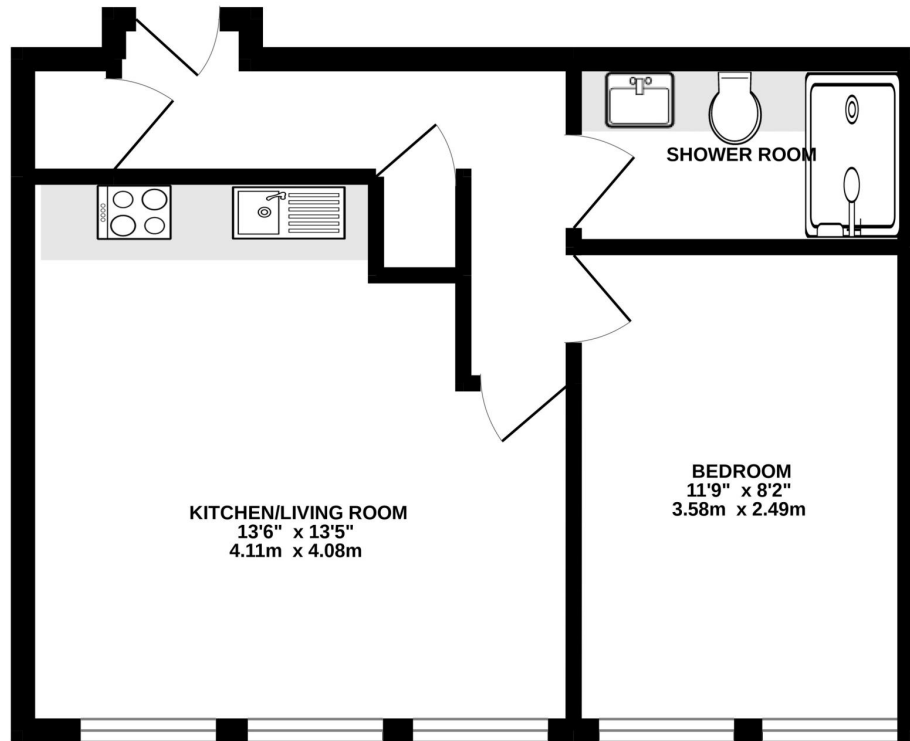 SHOWER ROOM
BEDROOM
11'9" x 8'2"
3.58m x 2.49m
KITCHEN/LIVING ROOM
13'6" x 13'5"
4.11m x 4.08m